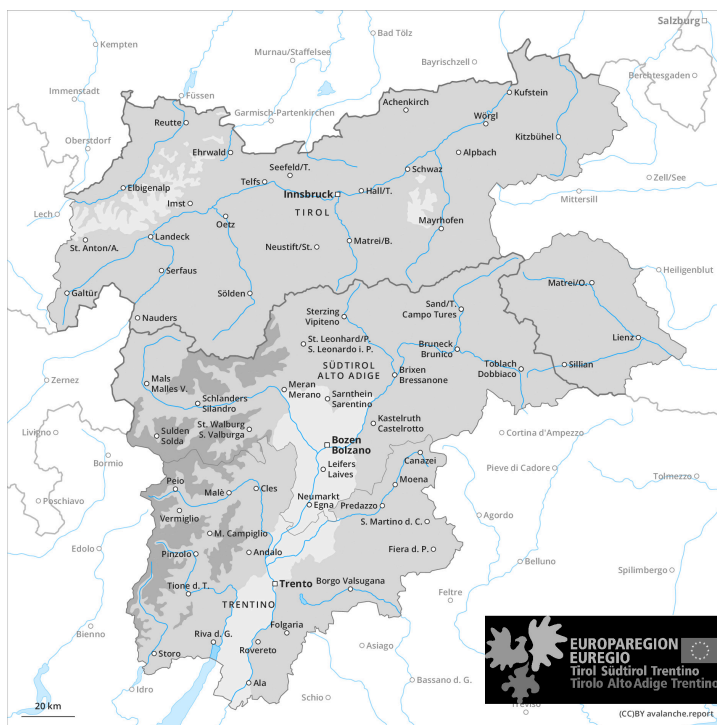 Salzburg
Kempten
Bad Tölz
Murnau/Staffelsee
Bayrischzell
Berchtesgaden
Immenstadt
Füssen
Garmisch-Partenkirchen
Achenkirch
Kufstein
Reutte
Wörgl
Oberstdorf
Kitzbühel
Ehrwald
Alpbach
Seefeld/T.
Schwaz
Zell/See
Elbigenalp
Telfs
Innsbruck
Hall/T.
Mittersill
Lech
Imst
TIROL
Oetz
Mayrhofen
St. Anton/A.
Landeck
Neustift/St.
Matrei/B.
Serfaus
Heiligenblut
Galtür
Sölden
Matrei/O.
Nauders
Sterzing
Vipiteno
Sand/T.
Campo Tures
Lienz
St. Leonhard/P.
S. Leonardo i. P.
Bruneck
Brunico
SÜDTIROL
ALTO ADIGE
Brixen
Bressanone
Toblach
Dobbiaco
Sillian
Zernez
Mals
Malles V.
Meran
Merano
Schlanders
Silandro
Sarnthein
Sarentino
Kastelruth
Castelrotto
St. Walburg
S. Valburga
Sulden
Solda
Livigno
Bozen
Bolzano
Cortina d'Ampezzo
Bormio
Canazei
Pieve di Cadore
Leifers
Laives
Tolmezzo
Peio
Malè
Cles
Moena
Poschiavo
Neumarkt
Egna
Predazzo
Vermiglio
Agordo
S. Martino d. C.
M. Campiglio
Edolo
Pinzolo
Andalo
Fiera d. P.
Belluno
Spilimbergo
Trento
Borgo Valsugana
Tione d. T.
Feltre
TRENTINO
Folgaria
Bienno
Riva d. G.
Rovereto
Asiago
Storo
Ala
Idro
Schio
Bassano d. G.
Treviso
EUROPAREGION
EUREGIO
Tirol Südtirol Trentino
Tirolo Alto Adige Trentino
20 km
(CC)BY avalanche.report